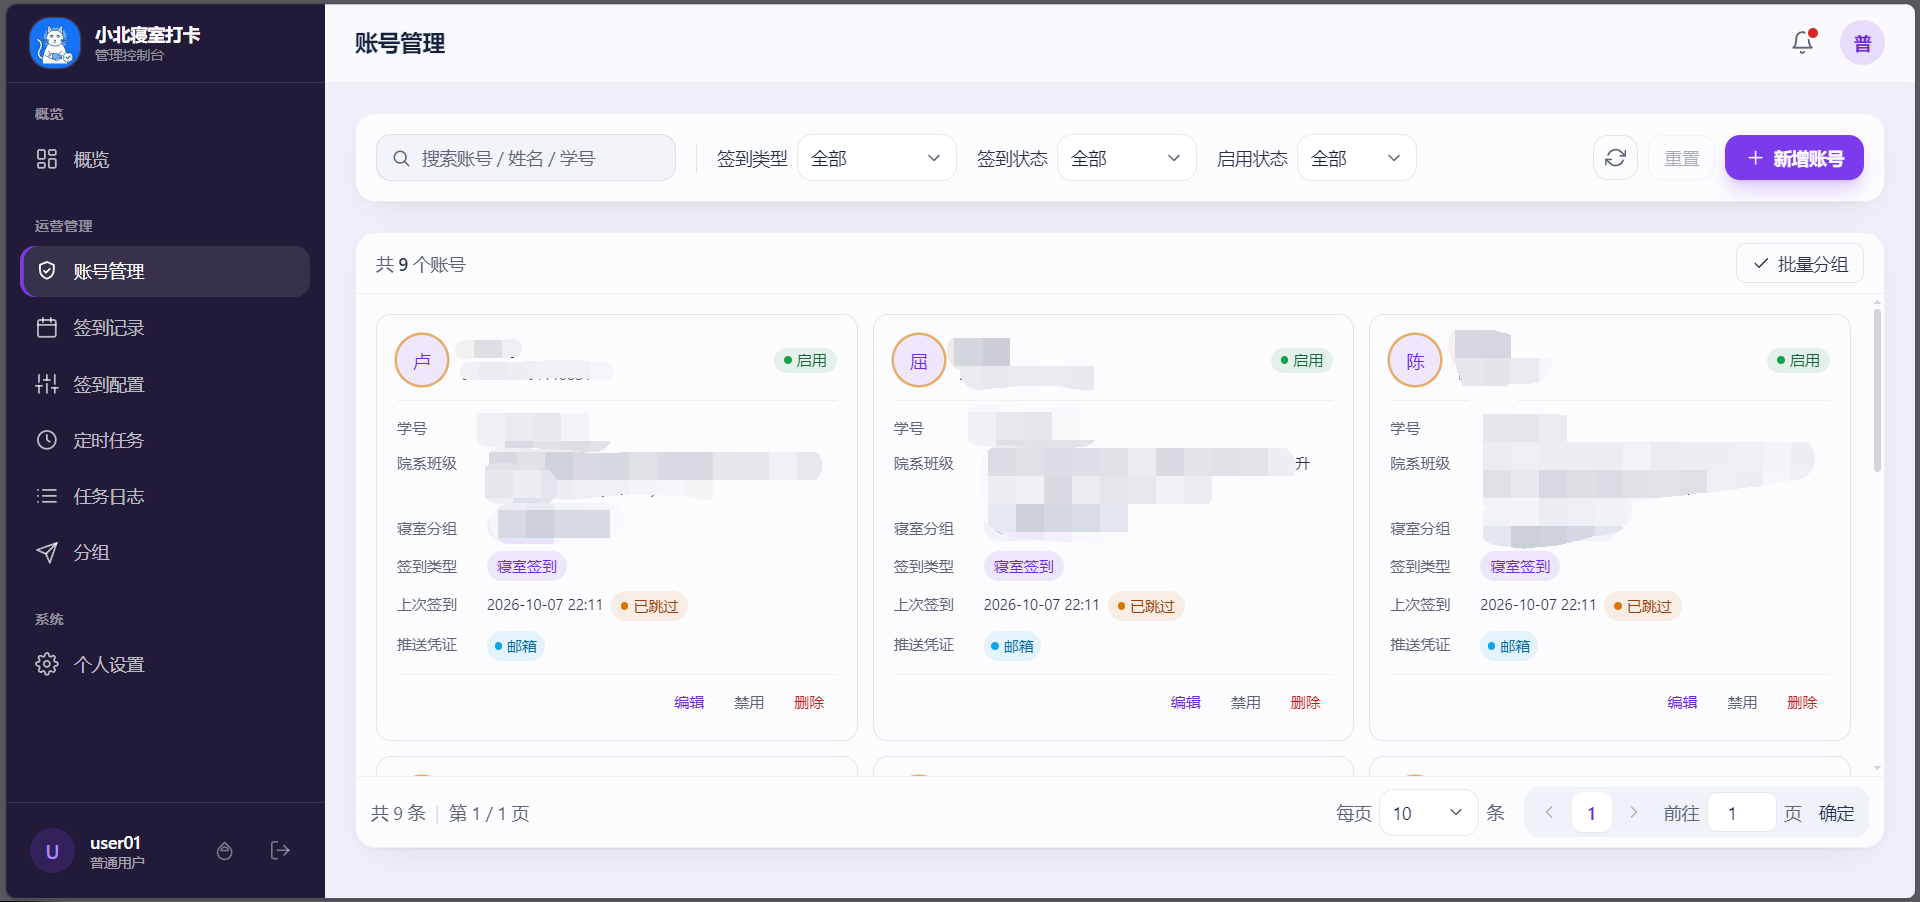 小北寝室打卡
管理控制台
概览
概览
运营管理
账号管理
签到记录
签到配置
定时任务
任务日志
分组
系统
个人设置
U
user01
普通用户
账号管理
普
搜索账号 / 姓名 / 学号
签到类型 全部
签到状态 全部
启用状态 全部
重置
新增账号
共 9 个账号
批量分组
卢
启用
学号
院系班级
寝室分组
签到类型 寝室签到
上次签到 2026-10-07 22:11 已跳过
推送凭证 邮箱
编辑 禁用 删除
屈
启用
学号
院系班级 升
寝室分组
签到类型 寝室签到
上次签到 2026-10-07 22:11 已跳过
推送凭证 邮箱
编辑 禁用 删除
陈
启用
学号
院系班级
寝室分组
签到类型 寝室签到
上次签到 2026-10-07 22:11 已跳过
推送凭证 邮箱
编辑 禁用 删除
共 9 条 | 第 1 / 1 页
每页 10 条
1
前往 1 页 确定